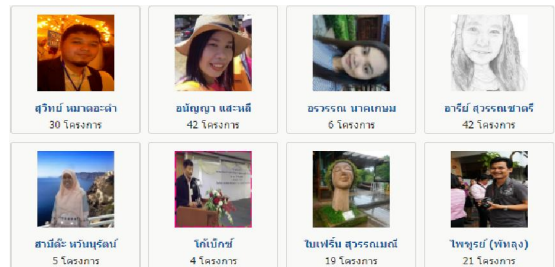 สุวิทย์ หมาดอะดำ
30 โครงการ
อนัญญา แสะหลี
42 โครงการ
อรวรรณ นาคเกษม
6 โครงการ
อารีย์ สุวรรณชาตรี
42 โครงการ
ฮามีด๊ะ หวันนุรัตน์
5 โครงการ
โก้เบ็กซ์
4 โครงการ
ใบเฟริ์น สุวรรณมณี
19 โครงการ
ไพฑูรย์ (พัทลุง)
21 โครงการ